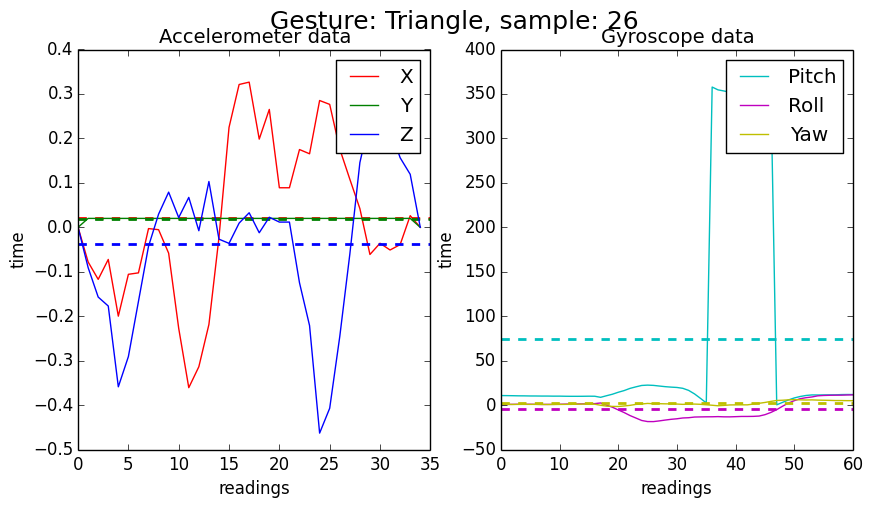 Gesture: Triangle, sample: 26
Accelerometer data
0.4
0.3
0.2
0.1
0.0
−0.1
−0.2
−0.3
−0.4
−0.5
time
X
Y
Z
0 5 10 15 20 25 30 35
readings
Gyroscope data
400
350
300
250
200
150
100
50
0
−50
time
Pitch
Roll
Yaw
0 10 20 30 40 50 60
readings